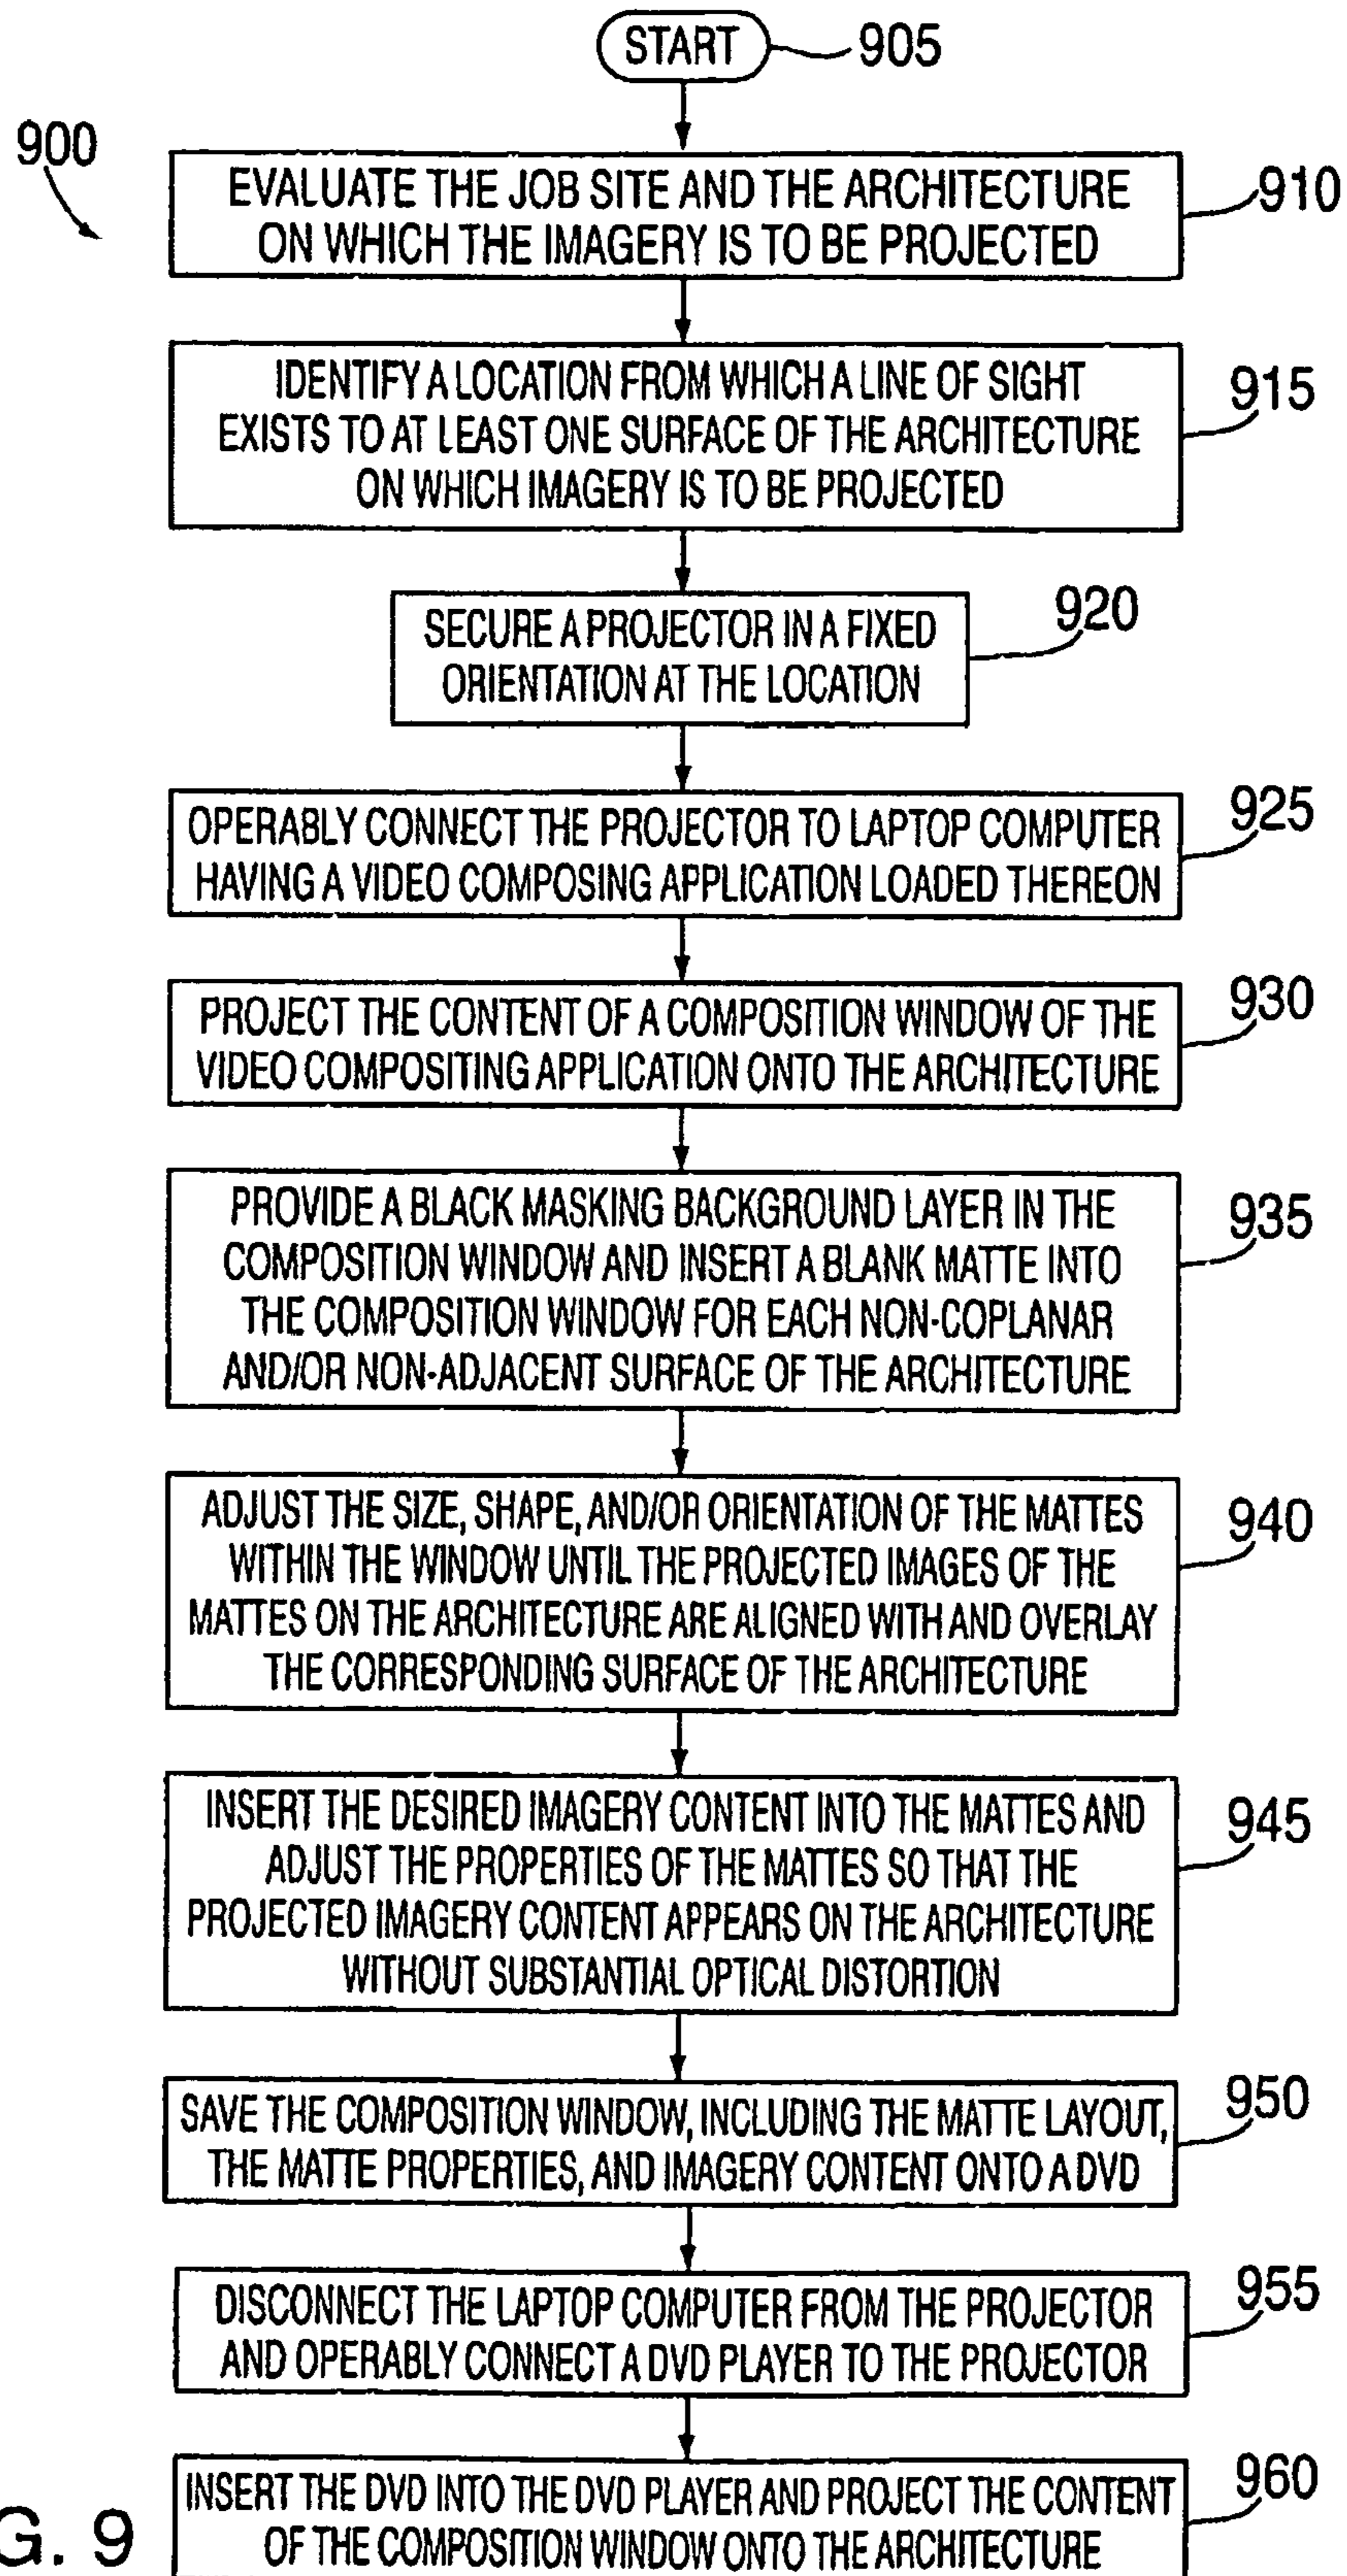 START
905
900
EVALUATE THE JOB SITE AND THE ARCHITECTURE
ON WHICH THE IMAGERY IS TO BE PROJECTED
910
IDENTIFY A LOCATION FROM WHICH A LINE OF SIGHT
EXISTS TO AT LEAST ONE SURFACE OF THE ARCHITECTURE
ON WHICH IMAGERY IS TO BE PROJECTED
915
SECURE A PROJECTOR IN A FIXED
ORIENTATION AT THE LOCATION
920
OPERABLY CONNECT THE PROJECTOR TO LAPTOP COMPUTER
HAVING A VIDEO COMPOSING APPLICATION LOADED THEREON
925
PROJECT THE CONTENT OF A COMPOSITION WINDOW OF THE
VIDEO COMPOSITING APPLICATION ONTO THE ARCHITECTURE
930
PROVIDE A BLACK MASKING BACKGROUND LAYER IN THE
COMPOSITION WINDOW AND INSERT A BLANK MATTE INTO
THE COMPOSITION WINDOW FOR EACH NON-COPLANAR
AND/OR NON-ADJACENT SURFACE OF THE ARCHITECTURE
935
ADJUST THE SIZE, SHAPE, AND/OR ORIENTATION OF THE MATTES
WITHIN THE WINDOW UNTIL THE PROJECTED IMAGES OF THE
MATTES ON THE ARCHITECTURE ARE ALIGNED WITH AND OVERLAY
THE CORRESPONDING SURFACE OF THE ARCHITECTURE
940
INSERT THE DESIRED IMAGERY CONTENT INTO THE MATTES AND
ADJUST THE PROPERTIES OF THE MATTES SO THAT THE
PROJECTED IMAGERY CONTENT APPEARS ON THE ARCHITECTURE
WITHOUT SUBSTANTIAL OPTICAL DISTORTION
945
SAVE THE COMPOSITION WINDOW, INCLUDING THE MATTE LAYOUT,
THE MATTE PROPERTIES, AND IMAGERY CONTENT ONTO A DVD
950
DISCONNECT THE LAPTOP COMPUTER FROM THE PROJECTOR
AND OPERABLY CONNECT A DVD PLAYER TO THE PROJECTOR
955
INSERT THE DVD INTO THE DVD PLAYER AND PROJECT THE CONTENT
OF THE COMPOSITION WINDOW ONTO THE ARCHITECTURE
960
G. 9